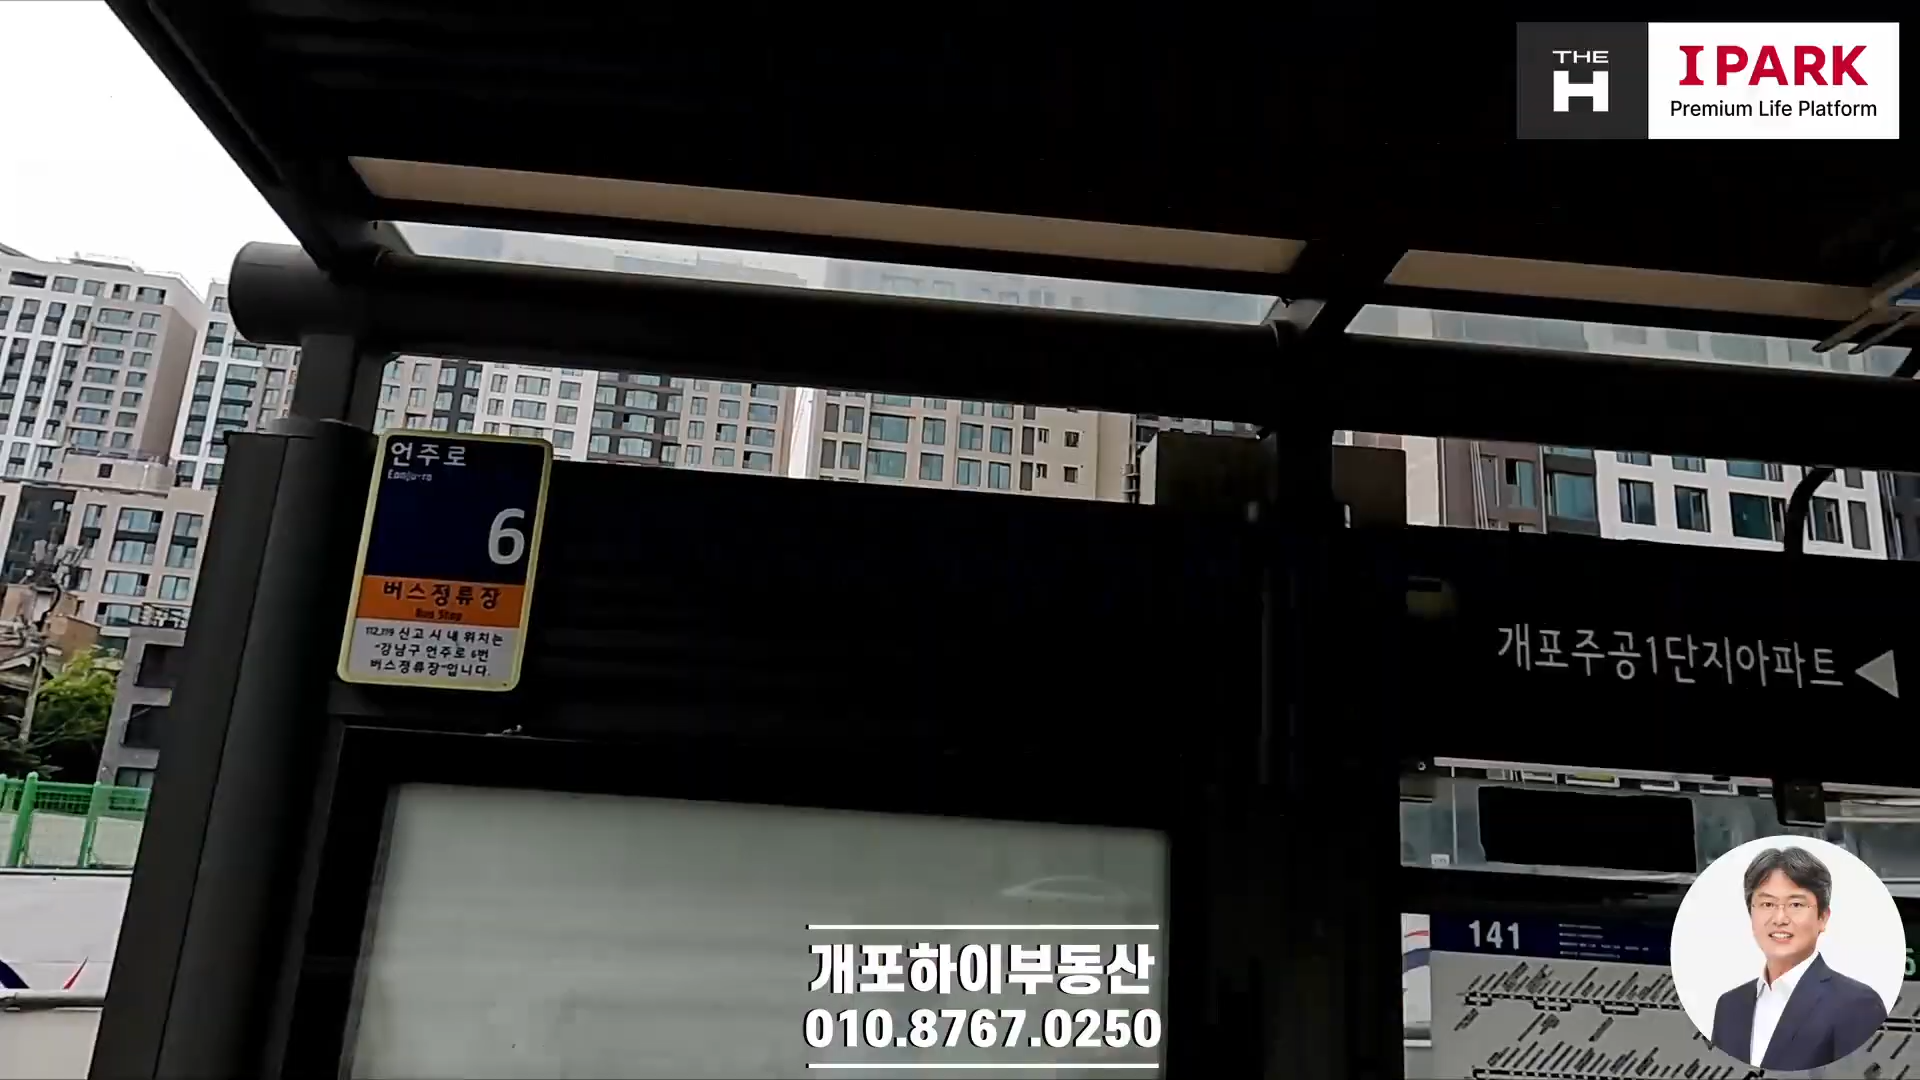 THE
H
I PARK
Premium Life Platform
언주로
Eonju-ro
6
버스정류장
Bus Stop
112,119 신고 시 내 위치는
"강남구 언주로 6번
버스정류장"입니다.
개포주공1단지아파트
141
개포하이부동산
010.8767.0250